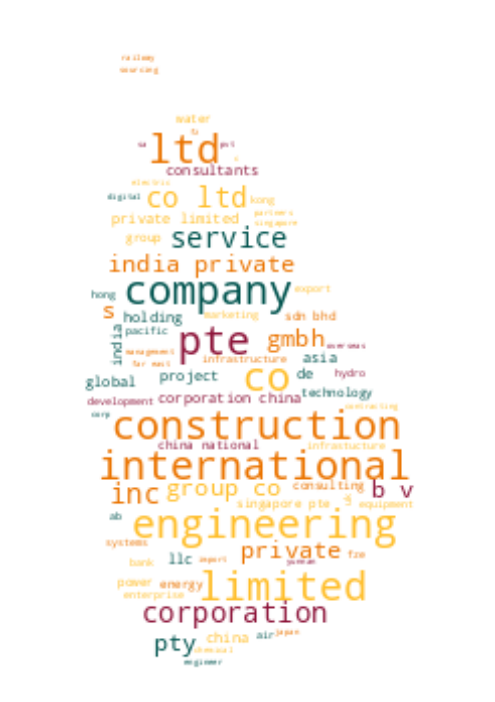 railway
sourcing
water
ltd
consultants
electric
digital co ltd kong
partners
private limited singapore
group service
india private
company export
hong
s holding marketing sdn bhd
india pacific pte gmbh overseas
management infrastructure asia
far east
global project co de hydro
development corporation china technology
contracting
corp construction
china national infrastucture
international
inc group co consulting b v
singapore pte equipment
ab engineering
systems private
bank llc import yunnan fze
power energy limited
enterprise
corporation
pty china air japan
chemical
engineer